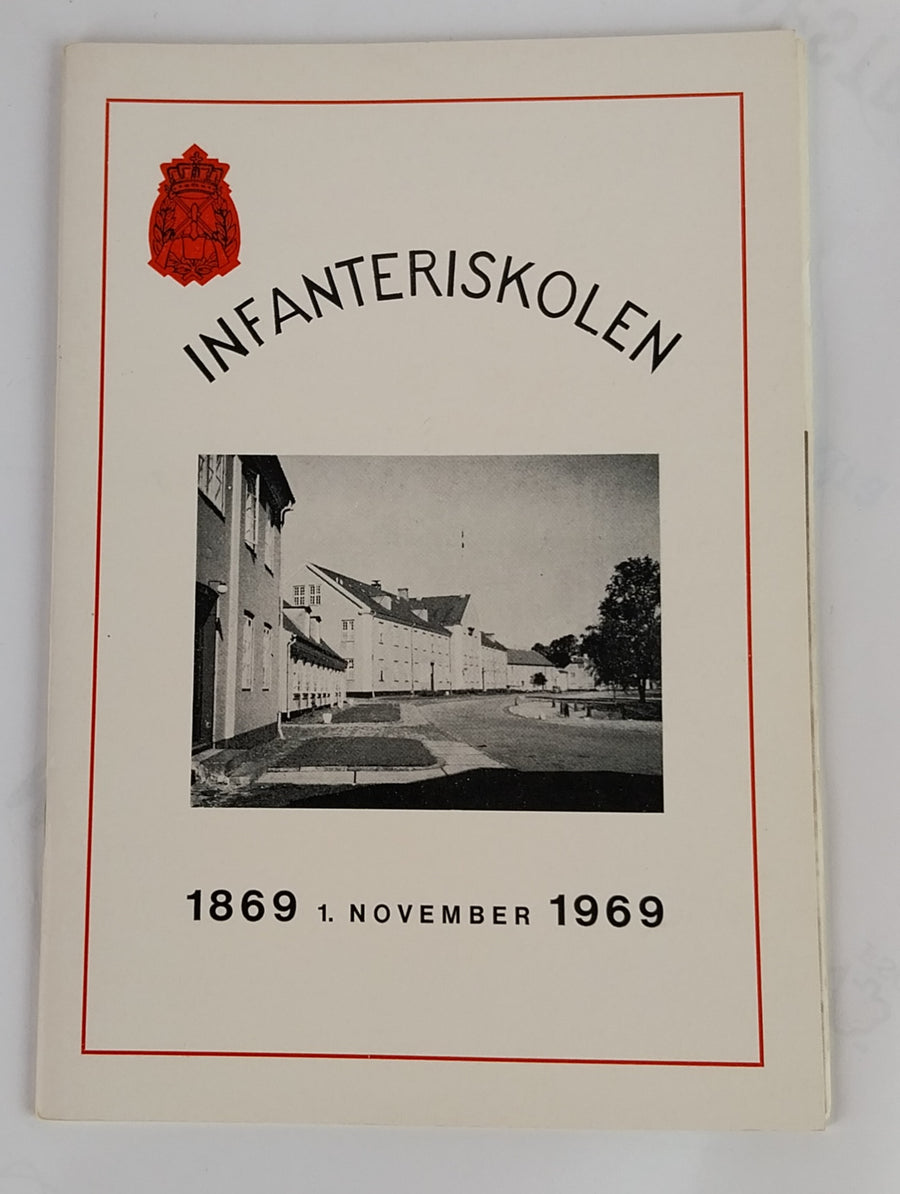 INFANTERISKOLEN
1869 1. NOVEMBER 1969